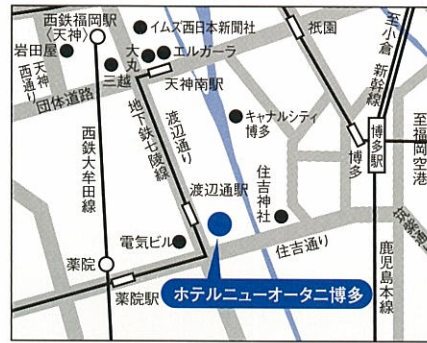 西鉄福岡駅
〈天神〉
イムズ西日本新聞社
岩田屋
大丸
エルガーラ
三越
天神
西通り
天神南駅
団体道路
地下鉄七隈線
渡辺通り
西鉄大牟田線
祇園
至小倉
新幹線
キャナルシティ
博多
博多
博多駅
至福岡空港
住吉
神社
渡辺通駅
電気ビル
住吉通り
薬院
薬院駅
鹿児島本線
ホテルニューオータニ博多